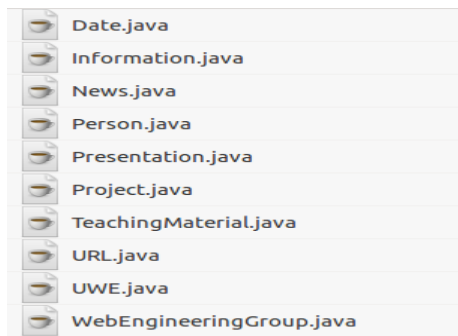 Date.java
Information.java
News.java
Person.java
Presentation.java
Project.java
TeachingMaterial.java
URL.java
UWE.java
WebEngineeringGroup.java